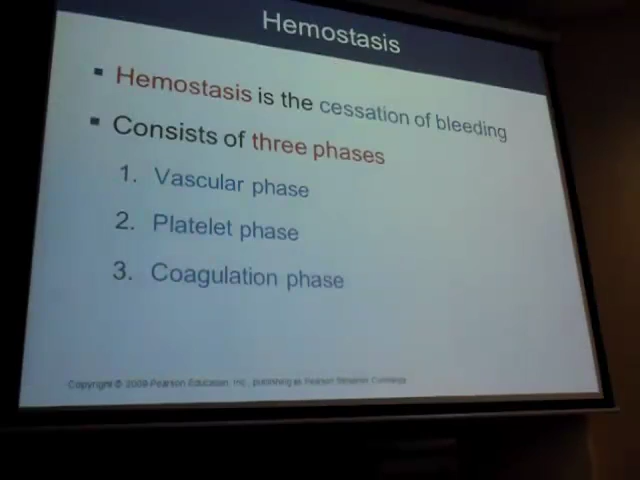 Hemostasis
▪ Hemostasis is the cessation of bleeding
▪ Consists of three phases
1. Vascular phase
2. Platelet phase
3. Coagulation phase
Copyright © 2009 Pearson Education, Inc., publishing as Pearson Benjamin Cummings